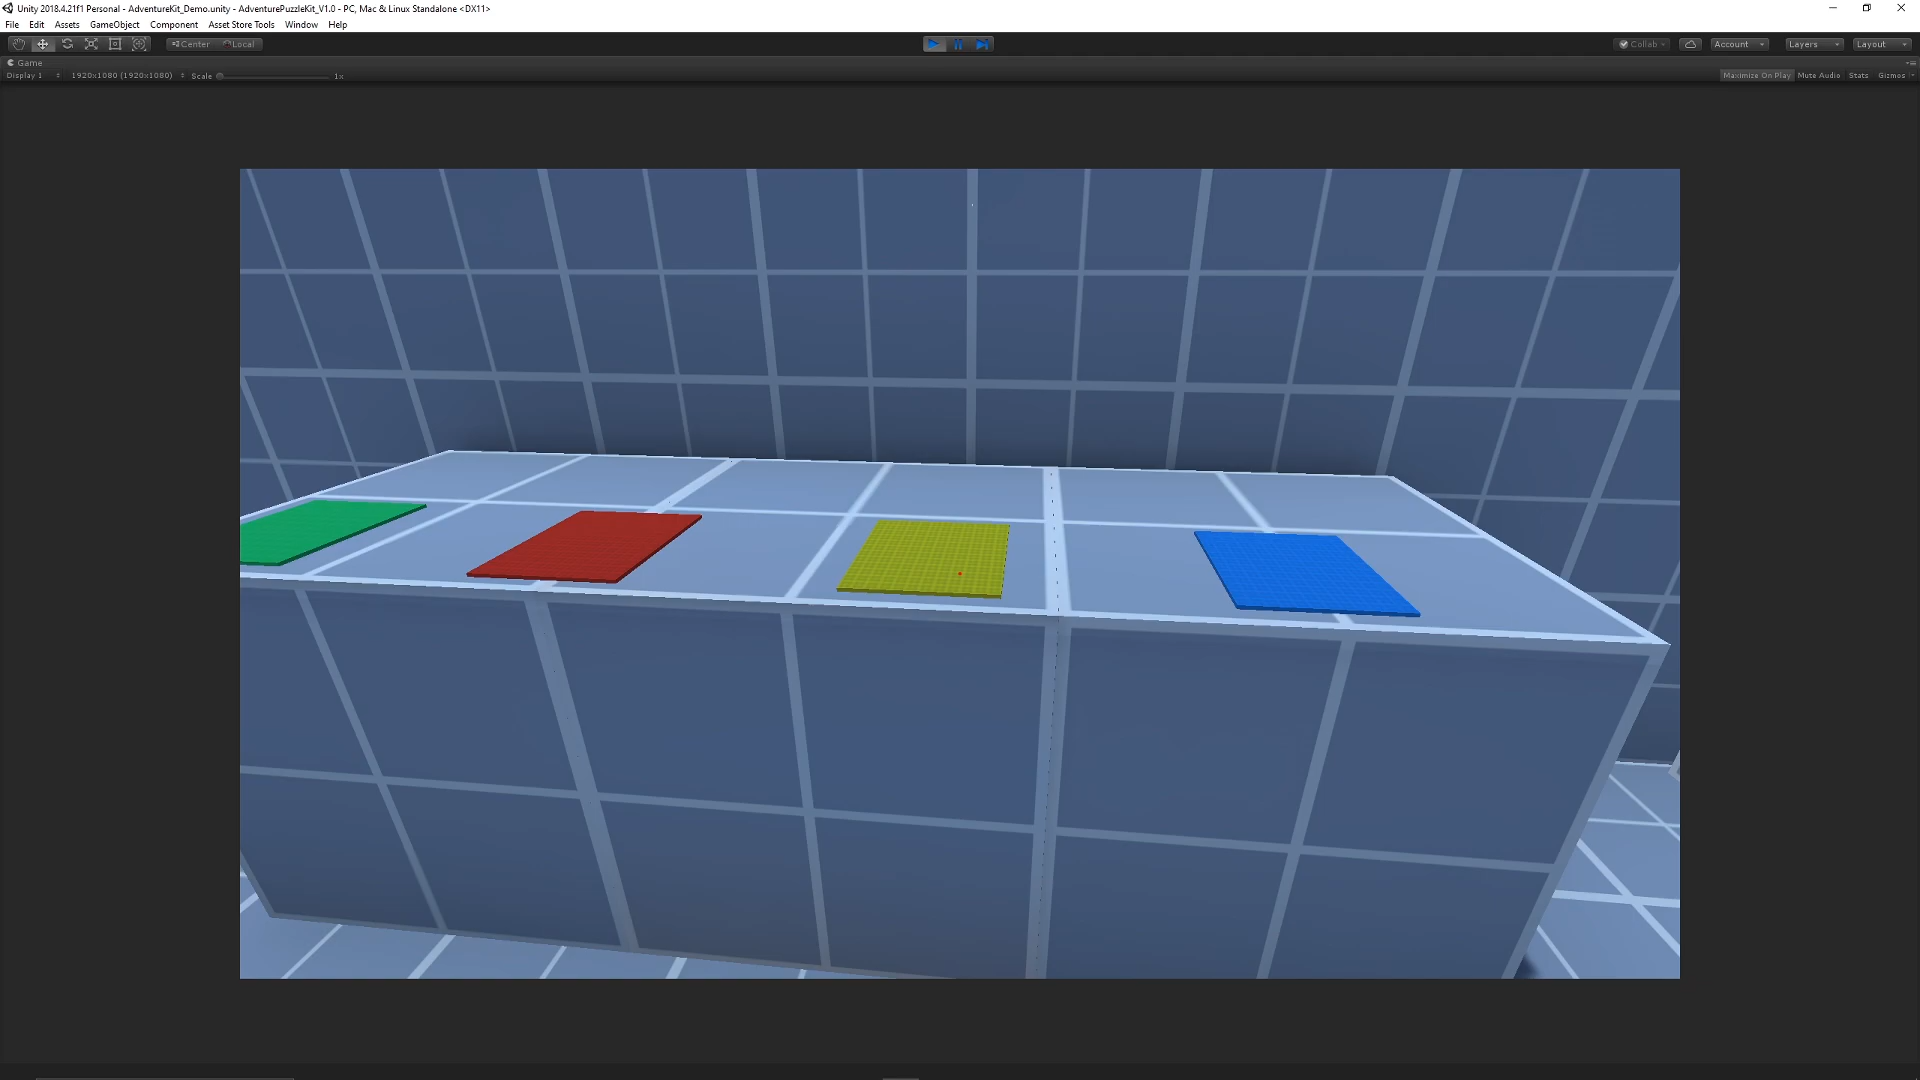 Unity 2018.4.21f1 Personal - AdventureKit_Demo.unity - AdventurePuzzleKit_V1.0 - PC, Mac & Linux Standalone <DX11>
File Edit Assets GameObject Component Asset Store Tools Window Help
Center Local Collab Account Layers Layout
Game
Display 1 1920x1080 (1920x1080) Scale 1x Maximize On Play Mute Audio Stats Gizmos